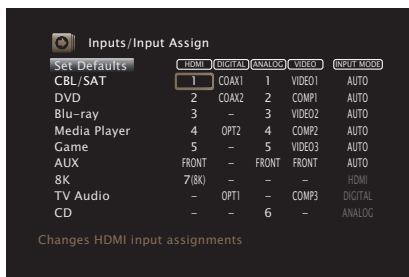 Inputs/Input Assign
Set Defaults HDMI DIGITAL ANALOG VIDEO INPUT MODE
CBL/SAT 1 COAX1 1 VIDEO1 AUTO
DVD 2 COAX2 2 COMP1 AUTO
Blu-ray 3 – 3 VIDEO2 AUTO
Media Player 4 OPT2 4 COMP2 AUTO
Game 5 – 5 VIDEO3 AUTO
AUX FRONT – FRONT FRONT AUTO
8K 7(8K) – – – HDMI
TV Audio – OPT1 – COMP3 DIGITAL
CD – – 6 – ANALOG
Changes HDMI input assignments